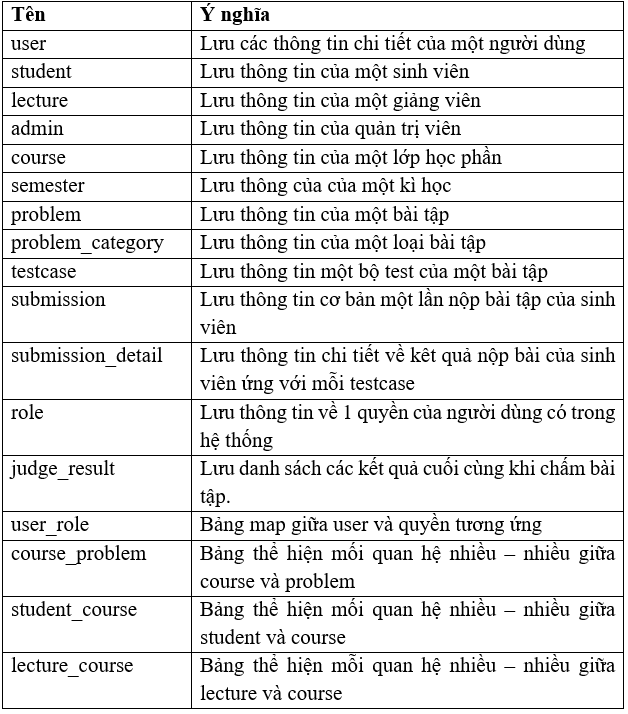 Tên Ý nghĩa
user Lưu các thông tin chi tiết của một người dùng
student Lưu thông tin của một sinh viên
lecture Lưu thông tin của một giảng viên
admin Lưu thông tin của quản trị viên
course Lưu thông tin của một lớp học phần
semester Lưu thông của của một kì học
problem Lưu thông tin của một bài tập
problem_category Lưu thông tin của một loại bài tập
testcase Lưu thông tin một bộ test của một bài tập
submission Lưu thông tin cơ bản một lần nộp bài tập của sinh
viên
submission_detail Lưu thông tin chi tiết về kêt quả nộp bài của sinh
viên ứng với mỗi testcase
role Lưu thông tin về 1 quyền của người dùng có trong
hệ thống
judge_result Lưu danh sách các kết quả cuối cùng khi chấm bài
tập.
user_role Bảng map giữa user và quyền tương ứng
course_problem Bảng thể hiện mối quan hệ nhiều – nhiều giữa
course và problem
student_course Bảng thể hiện mối quan hệ nhiều – nhiều giữa
student và course
lecture_course Bảng thể hiện mỗi quan hệ nhiều – nhiều giữa
lecture và course